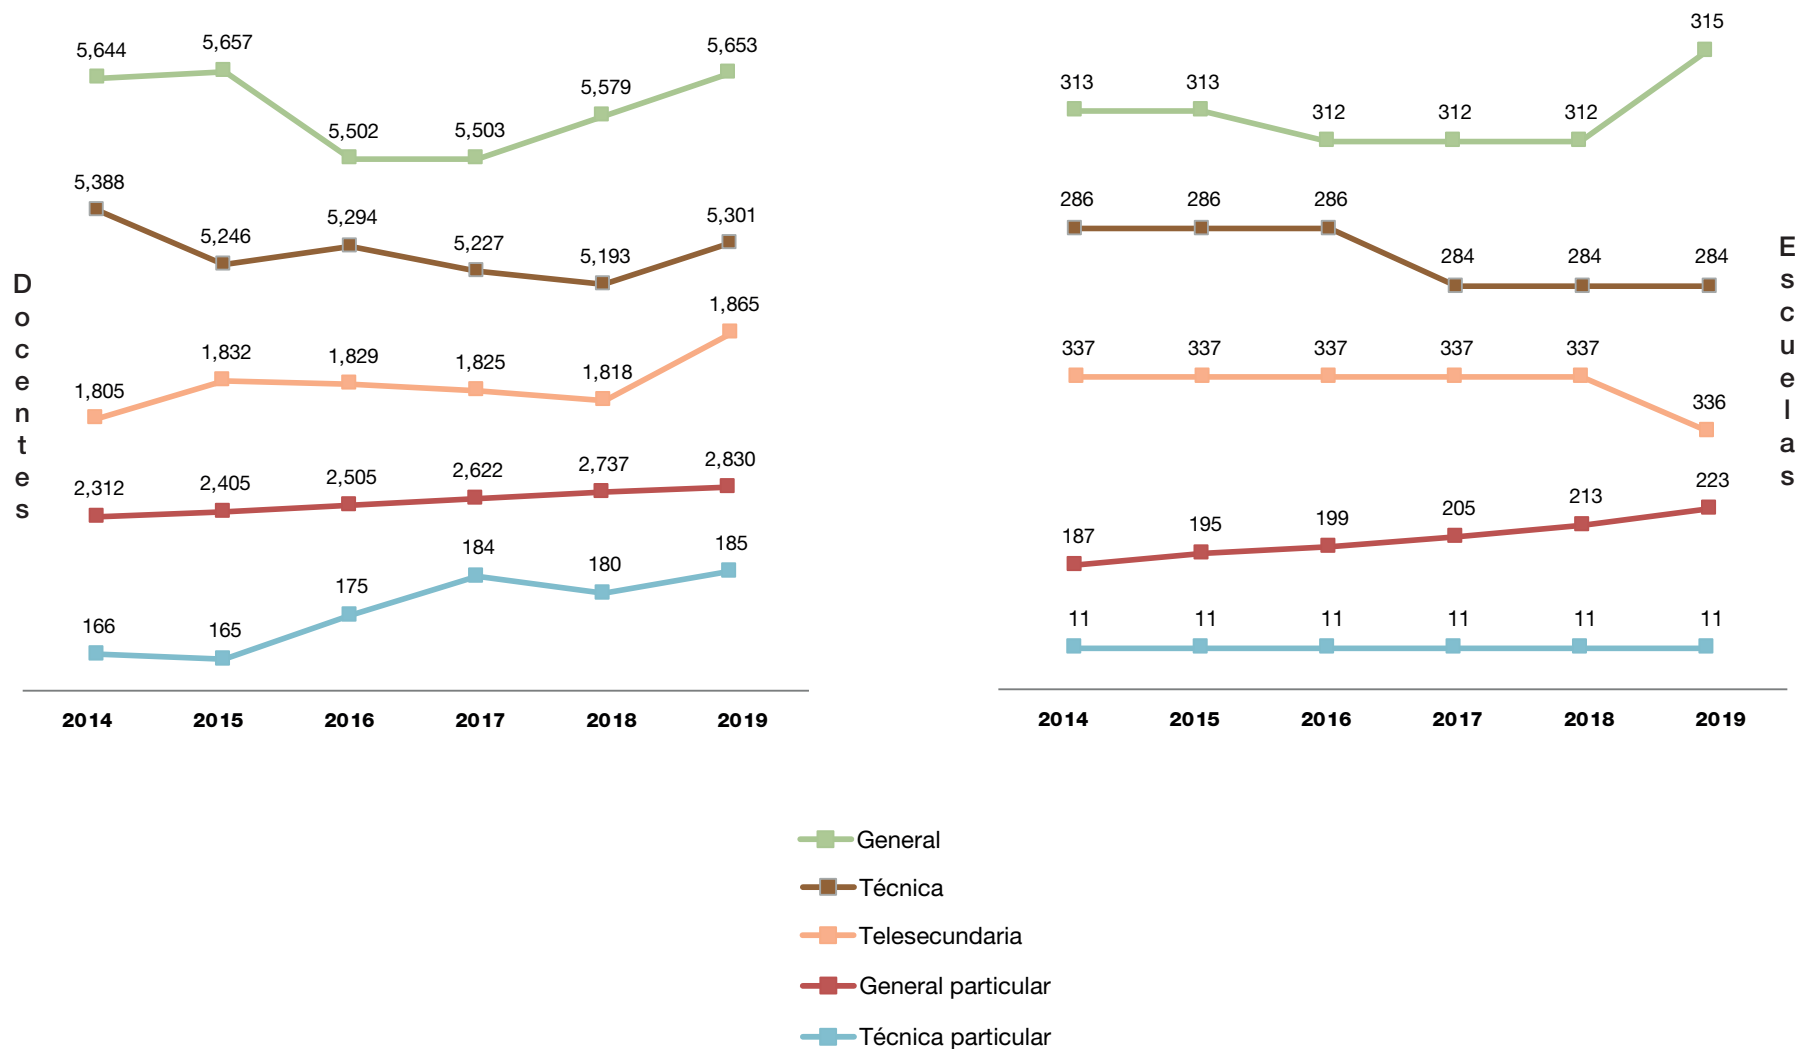 Docentes
5,644 5,657 5,502 5,503 5,579 5,653
5,388 5,246 5,294 5,227 5,193 5,301
1,805 1,832 1,829 1,825 1,818 1,865
2,312 2,405 2,505 2,622 2,737 2,830
166 165 175 184 180 185
2014 2015 2016 2017 2018 2019
Escuelas
313 313 312 312 312 315
286 286 286 284 284 284
337 337 337 337 337 336
187 195 199 205 213 223
11 11 11 11 11 11
2014 2015 2016 2017 2018 2019
General
Técnica
Telesecundaria
General particular
Técnica particular